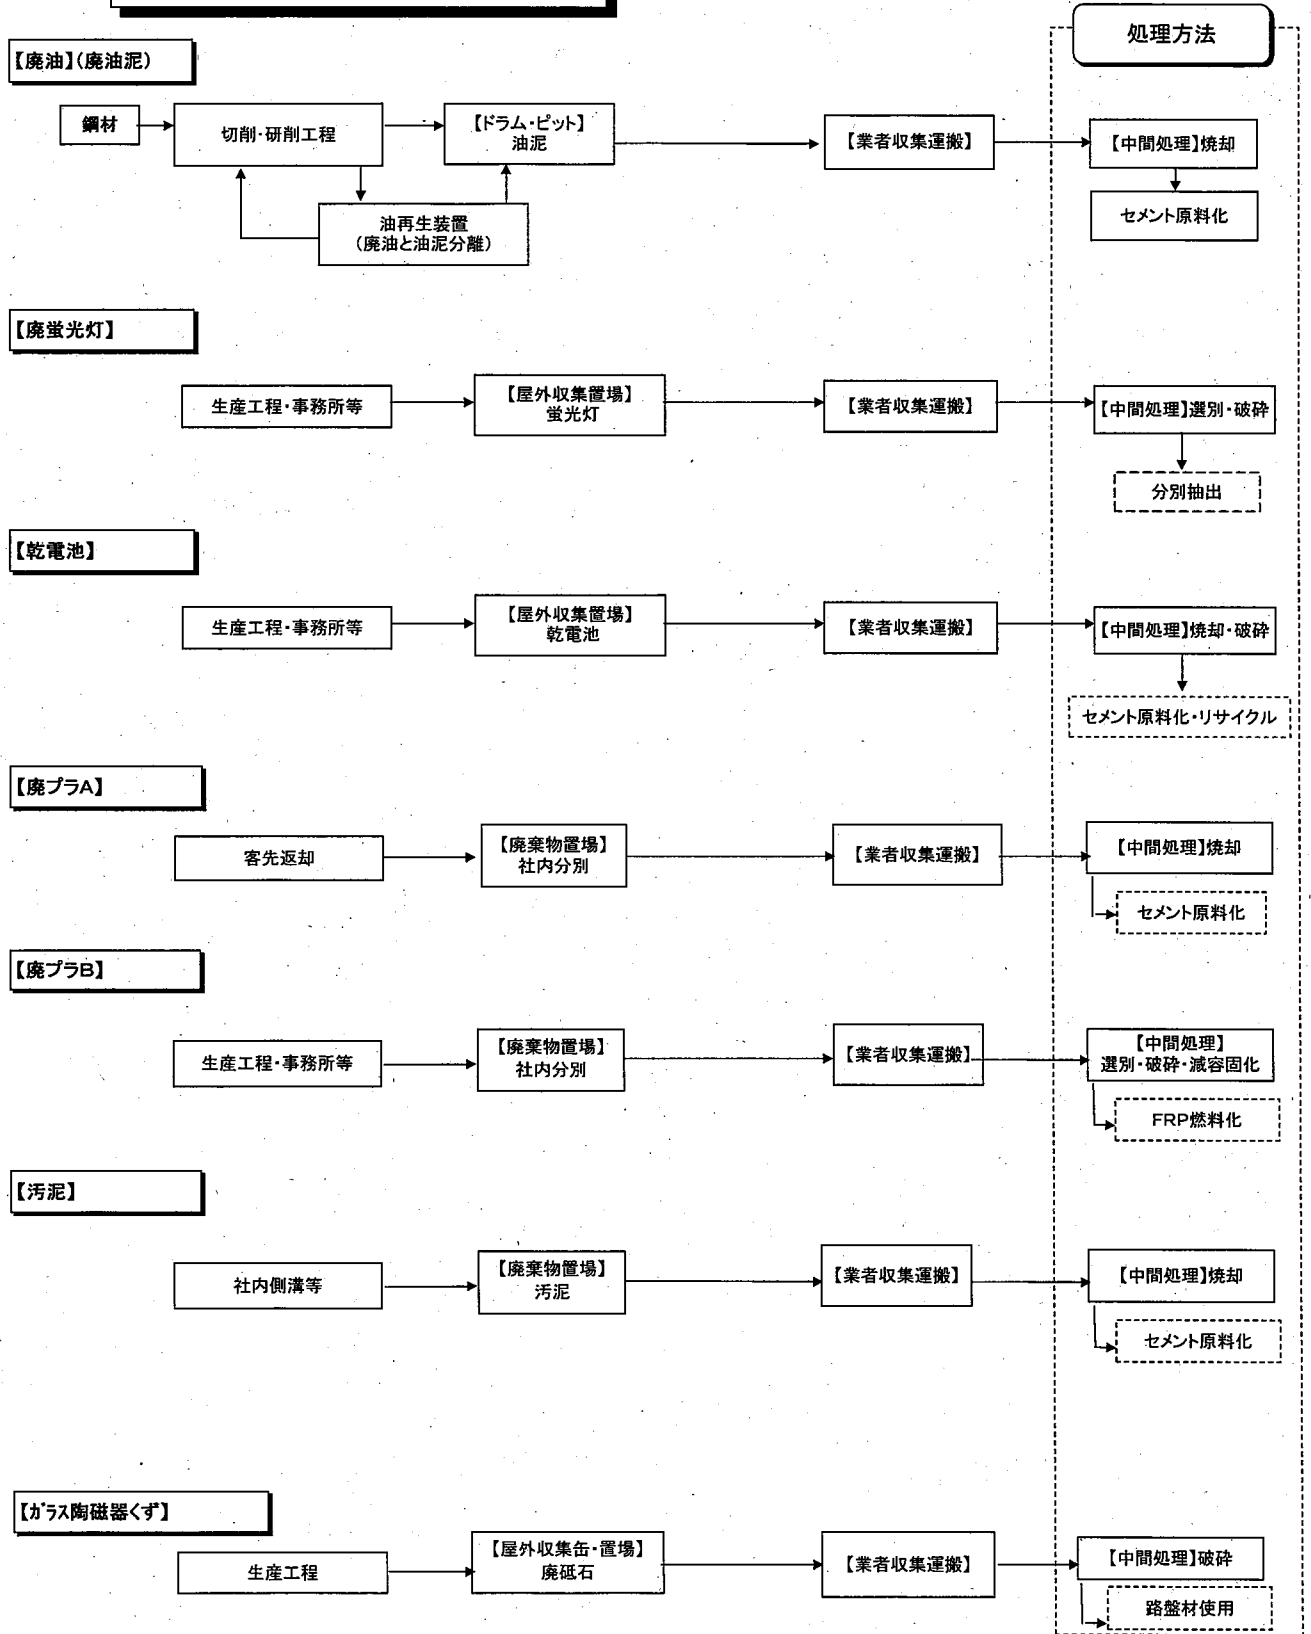 処理方法
【廃油】(廃油泥)
鋼材
切削・研削工程
【ドラム・ピット】
油泥
【業者収集運搬】
【中間処理】焼却
セメント原料化
油再生装置
(廃油と油泥分離)
【廃蛍光灯】
生産工程・事務所等
【屋外収集置場】
蛍光灯
【業者収集運搬】
【中間処理】選別・破砕
分別抽出
【乾電池】
生産工程・事務所等
【屋外収集置場】
乾電池
【業者収集運搬】
【中間処理】焼却・破砕
セメント原料化・リサイクル
【廃プラA】
客先返却
【廃棄物置場】
社内分別
【業者収集運搬】
【中間処理】焼却
セメント原料化
【廃プラB】
生産工程・事務所等
【廃棄物置場】
社内分別
【業者収集運搬】
【中間処理】
選別・破砕・減容固化
FRP燃料化
【汚泥】
社内側溝等
【廃棄物置場】
汚泥
【業者収集運搬】
【中間処理】焼却
セメント原料化
【ガラス陶磁器くず】
生産工程
【屋外収集缶・置場】
廃砥石
【業者収集運搬】
【中間処理】破砕
路盤材使用